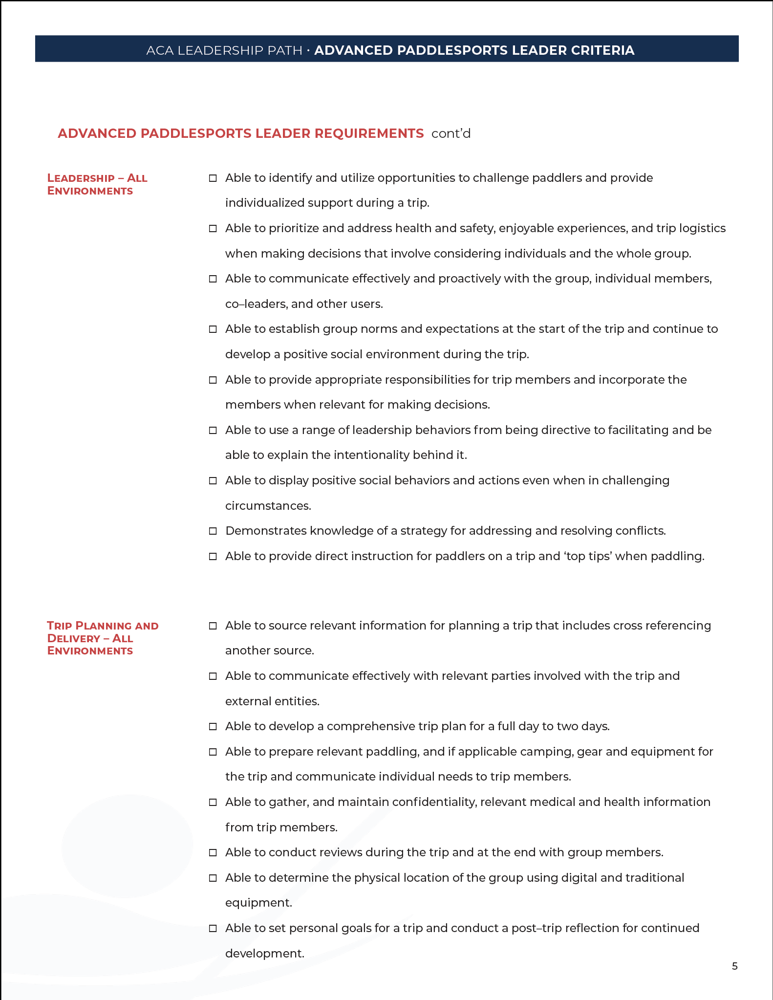 ACA LEADERSHIP PATH • ADVANCED PADDLESPORTS LEADER CRITERIA
ADVANCED PADDLESPORTS LEADER REQUIREMENTS cont’d
LEADERSHIP – ALL
ENVIRONMENTS
□ Able to identify and utilize opportunities to challenge paddlers and provide
individualized support during a trip.
□ Able to prioritize and address health and safety, enjoyable experiences, and trip logistics
when making decisions that involve considering individuals and the whole group.
□ Able to communicate effectively and proactively with the group, individual members,
co–leaders, and other users.
□ Able to establish group norms and expectations at the start of the trip and continue to
develop a positive social environment during the trip.
□ Able to provide appropriate responsibilities for trip members and incorporate the
members when relevant for making decisions.
□ Able to use a range of leadership behaviors from being directive to facilitating and be
able to explain the intentionality behind it.
□ Able to display positive social behaviors and actions even when in challenging
circumstances.
□ Demonstrates knowledge of a strategy for addressing and resolving conflicts.
□ Able to provide direct instruction for paddlers on a trip and ‘top tips’ when paddling.
TRIP PLANNING AND
DELIVERY – ALL
ENVIRONMENTS
□ Able to source relevant information for planning a trip that includes cross referencing
another source.
□ Able to communicate effectively with relevant parties involved with the trip and
external entities.
□ Able to develop a comprehensive trip plan for a full day to two days.
□ Able to prepare relevant paddling, and if applicable camping, gear and equipment for
the trip and communicate individual needs to trip members.
□ Able to gather, and maintain confidentiality, relevant medical and health information
from trip members.
□ Able to conduct reviews during the trip and at the end with group members.
□ Able to determine the physical location of the group using digital and traditional
equipment.
□ Able to set personal goals for a trip and conduct a post–trip reflection for continued
development.
5